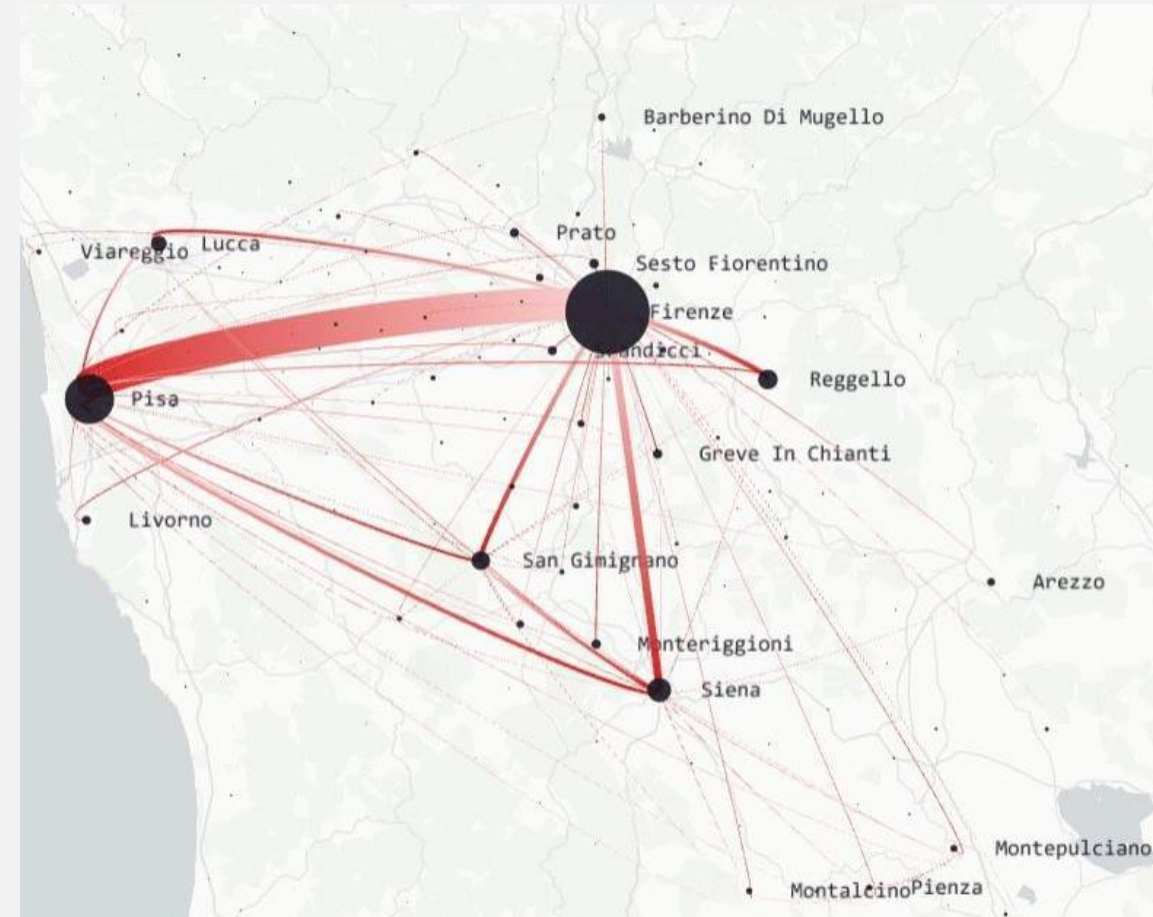 Barberino Di Mugello
Prato
Viareggio
Lucca
Sesto Fiorentino
Firenze
Reggello
Pisa
Greve In Chianti
Livorno
San Gimignano
Arezzo
Monteriggioni
Siena
Montepulciano
Montalcino
Pienza